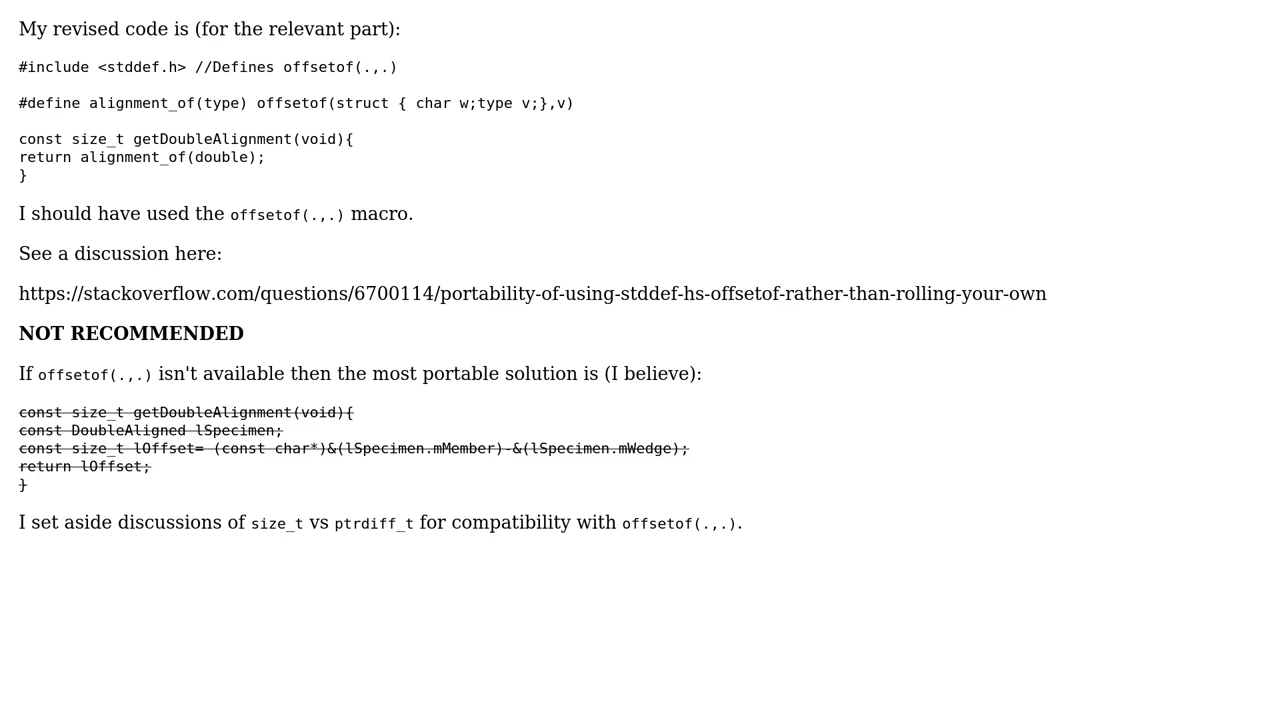 My revised code is (for the relevant part):
#include <stddef.h> //Defines offsetof(.,.)
#define alignment_of(type) offsetof(struct { char w;type v;},v)
const size_t getDoubleAlignment(void){
return alignment_of(double);
}
I should have used the offsetof(.,.) macro.
See a discussion here:
https://stackoverflow.com/questions/6700114/portability-of-using-stddef-hs-offsetof-rather-than-rolling-your-own
NOT RECOMMENDED
If offsetof(.,.) isn't available then the most portable solution is (I believe):
const size_t getDoubleAlignment(void){
const DoubleAligned lSpecimen;
const size_t lOffset= (const char*)&(lSpecimen.mMember)-&(lSpecimen.mWedge);
return lOffset;
}
I set aside discussions of size_t vs ptrdiff_t for compatibility with offsetof(.,.).